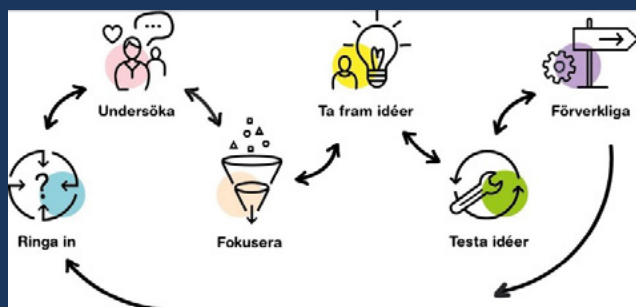 Undersöka
Ta fram idéer
Förverkliga
?
Ringa in
Fokusera
Testa idéer